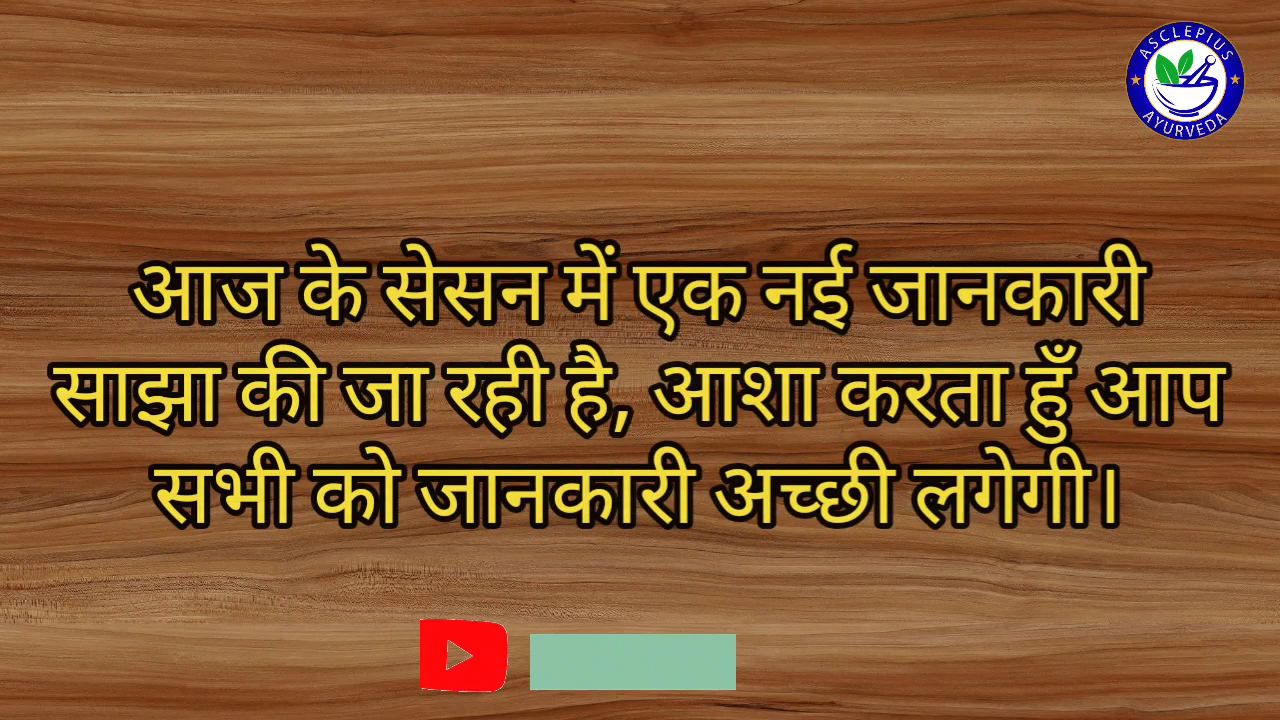 ASCLEPIUS
AYURVEDA
आज के सेसन में एक नई जानकारी
साझा की जा रही है, आशा करता हुँ आप
सभी को जानकारी अच्छी लगेगी।